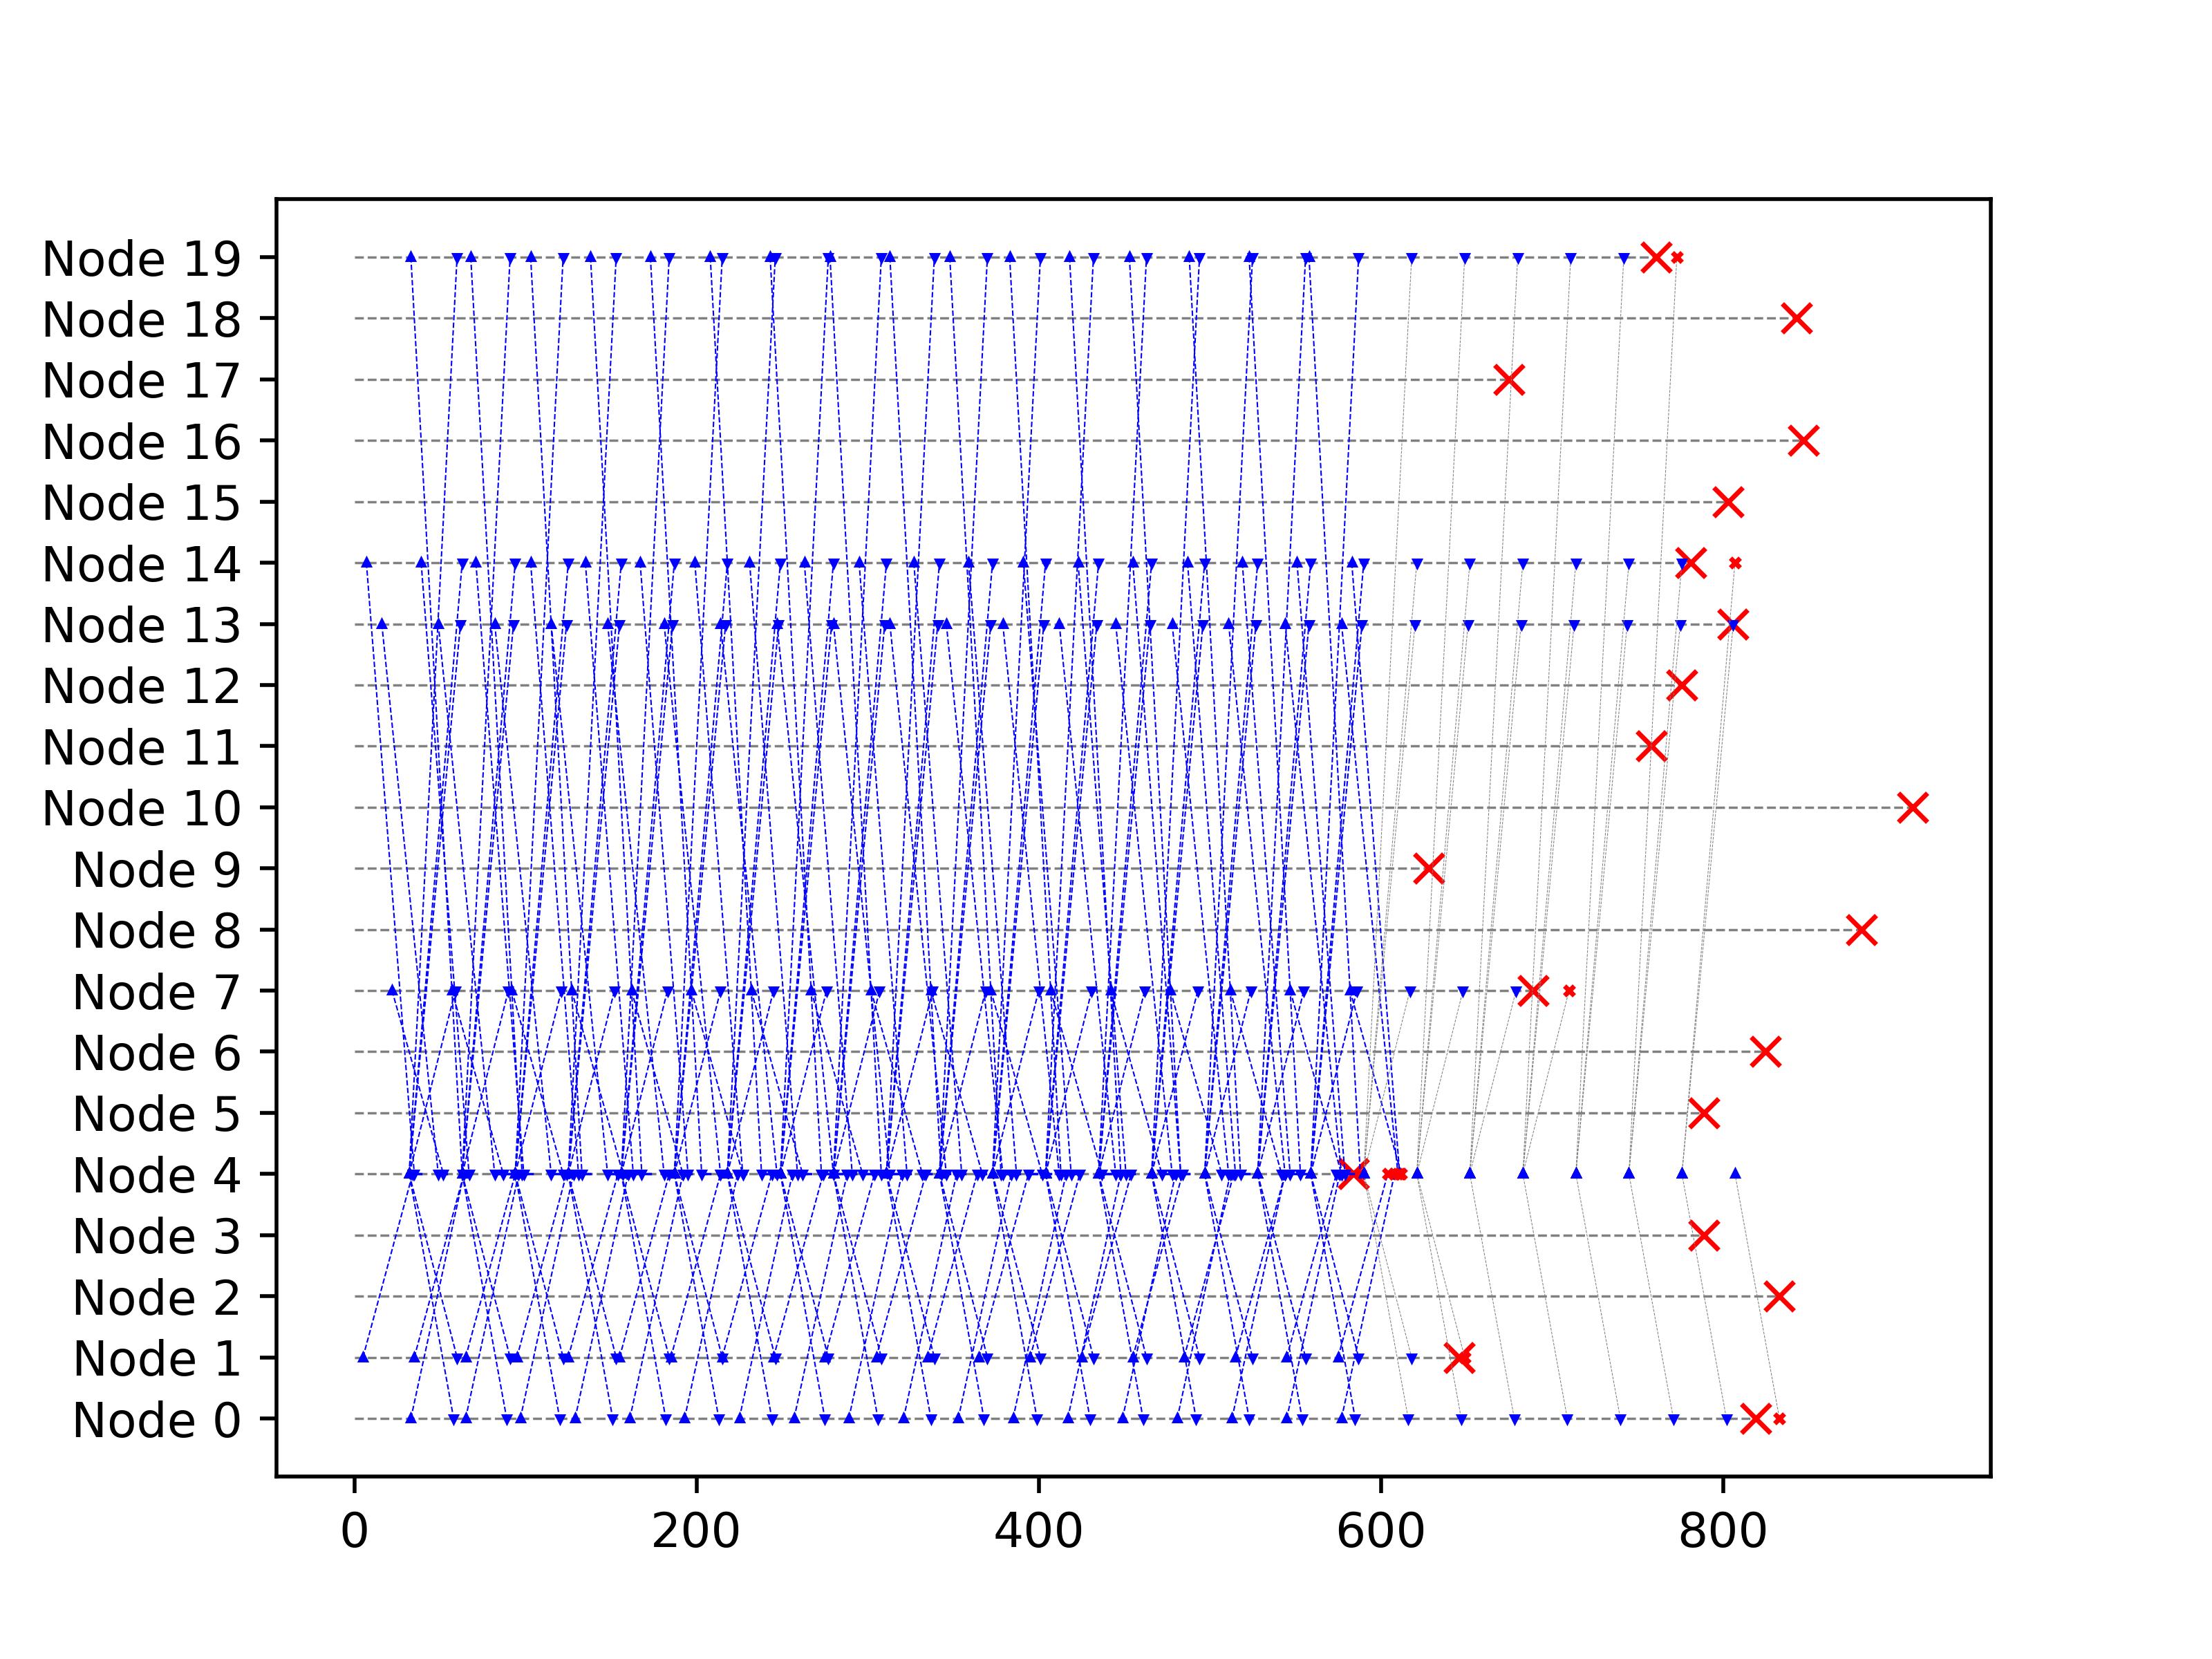 Node 19
Node 18
Node 17
Node 16
Node 15
Node 14
Node 13
Node 12
Node 11
Node 10
Node 9
Node 8
Node 7
Node 6
Node 5
Node 4
Node 3
Node 2
Node 1
Node 0
0 200 400 600 800